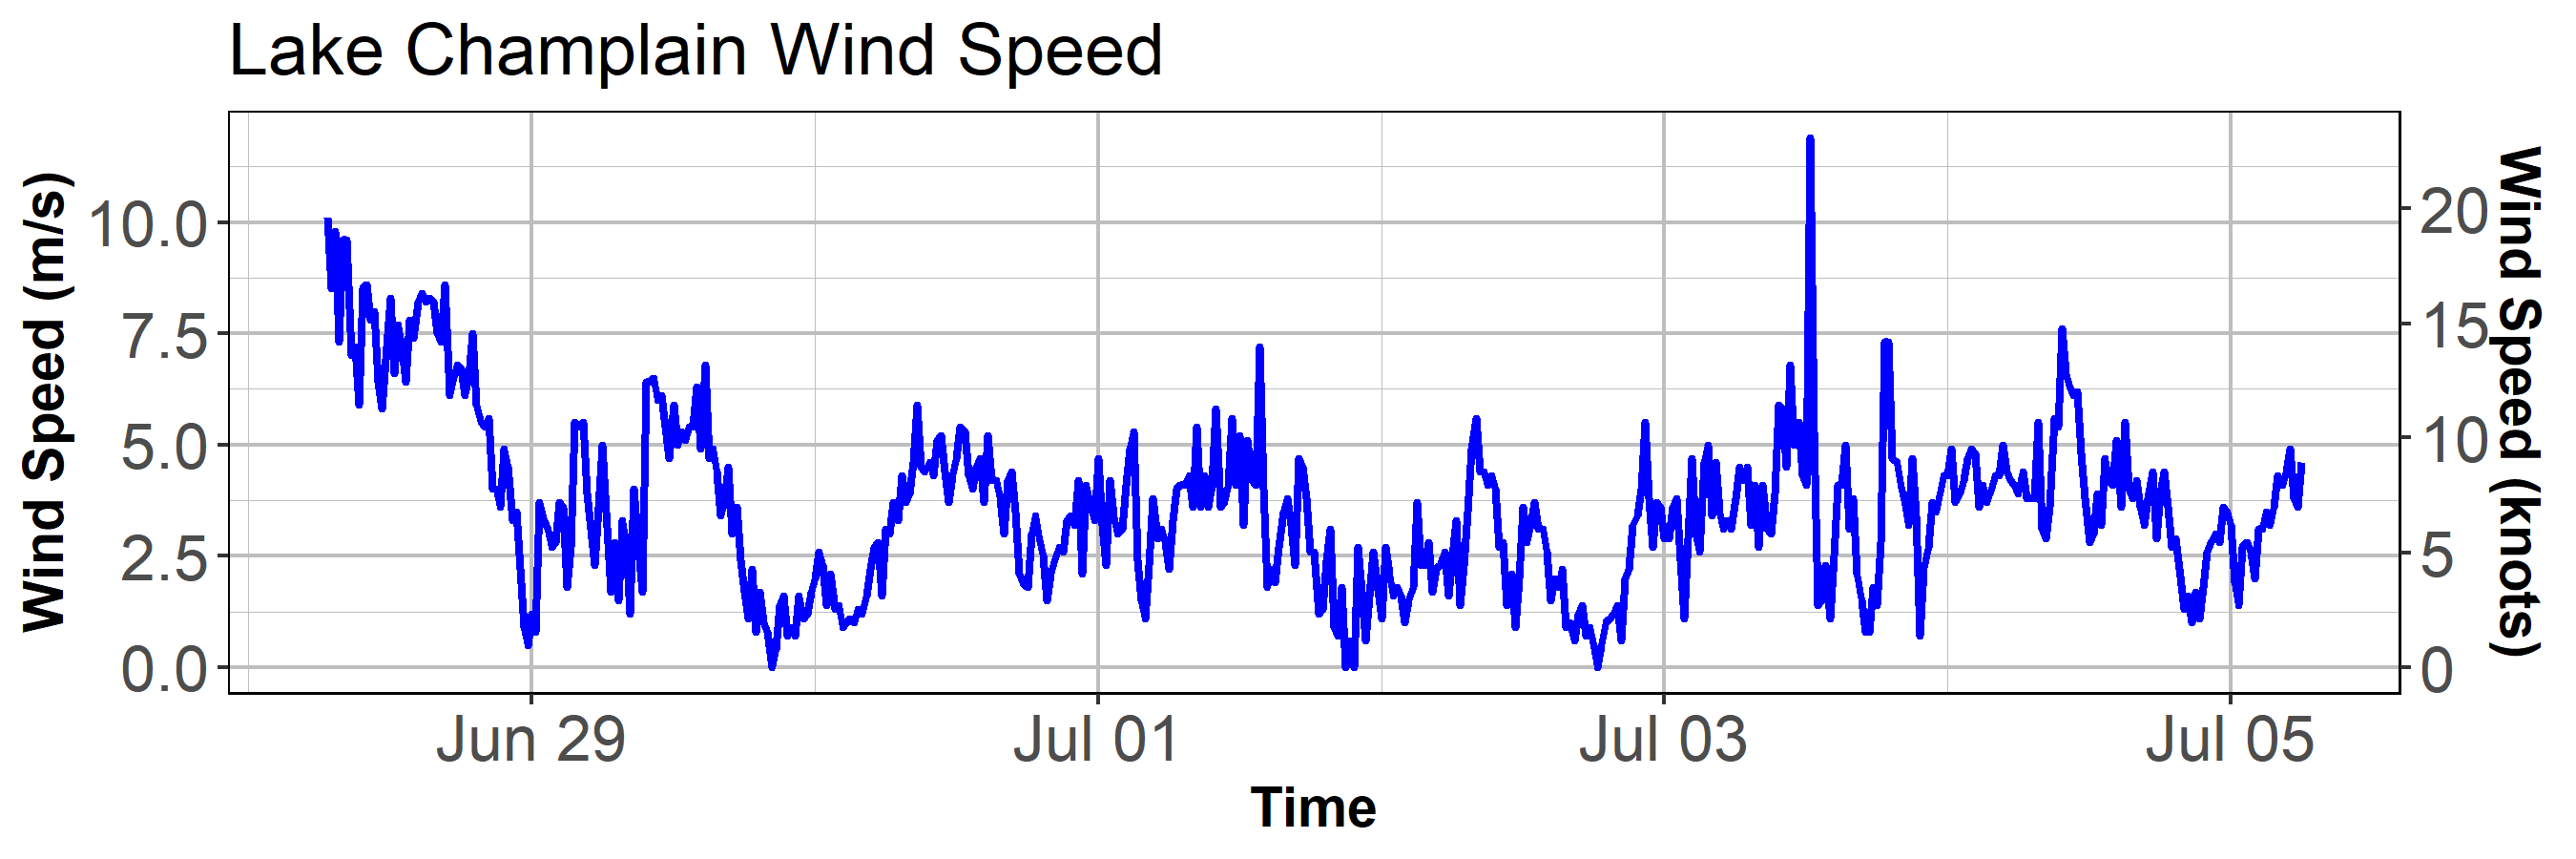 Lake Champlain Wind Speed
Wind Speed (m/s)
10.0
7.5
5.0
2.5
0.0
20
15
10
5
0
Wind Speed (knots)
Jun 29
Jul 01
Jul 03
Jul 05
Time